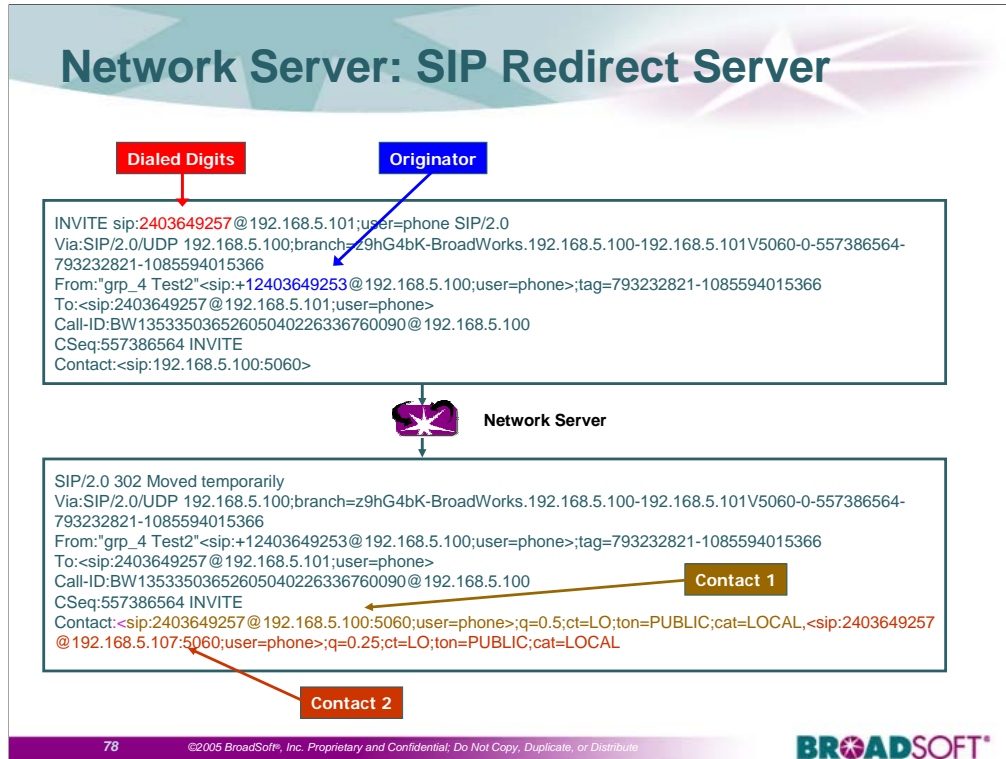 Network Server: SIP Redirect Server
Dialed Digits
Originator
INVITE sip:2403649257@192.168.5.101;user=phone SIP/2.0
Via:SIP/2.0/UDP 192.168.5.100;branch=z9hG4bK-BroadWorks.192.168.5.100-192.168.5.101V5060-0-557386564-
793232821-1085594015366
From:"grp_4 Test2"<sip:+12403649253@192.168.5.100;user=phone>;tag=793232821-1085594015366
To:<sip:2403649257@192.168.5.101;user=phone>
Call-ID:BW13533503652605040226336760090@192.168.5.100
CSeq:557386564 INVITE
Contact:<sip:192.168.5.100:5060>
Network Server
SIP/2.0 302 Moved temporarily
Via:SIP/2.0/UDP 192.168.5.100;branch=z9hG4bK-BroadWorks.192.168.5.100-192.168.5.101V5060-0-557386564-
793232821-1085594015366
From:"grp_4 Test2"<sip:+12403649253@192.168.5.100;user=phone>;tag=793232821-1085594015366
To:<sip:2403649257@192.168.5.101;user=phone>
Call-ID:BW13533503652605040226336760090@192.168.5.100
Contact 1
CSeq:557386564 INVITE
Contact:<sip:2403649257@192.168.5.100:5060;user=phone>;q=0.5;ct=LO;ton=PUBLIC;cat=LOCAL,<sip:2403649257
@192.168.5.107:5060;user=phone>;q=0.25;ct=LO;ton=PUBLIC;cat=LOCAL
Contact 2
78 ©2005 BroadSoft®, Inc. Proprietary and Confidential; Do Not Copy, Duplicate, or Distribute
BROADSOFT